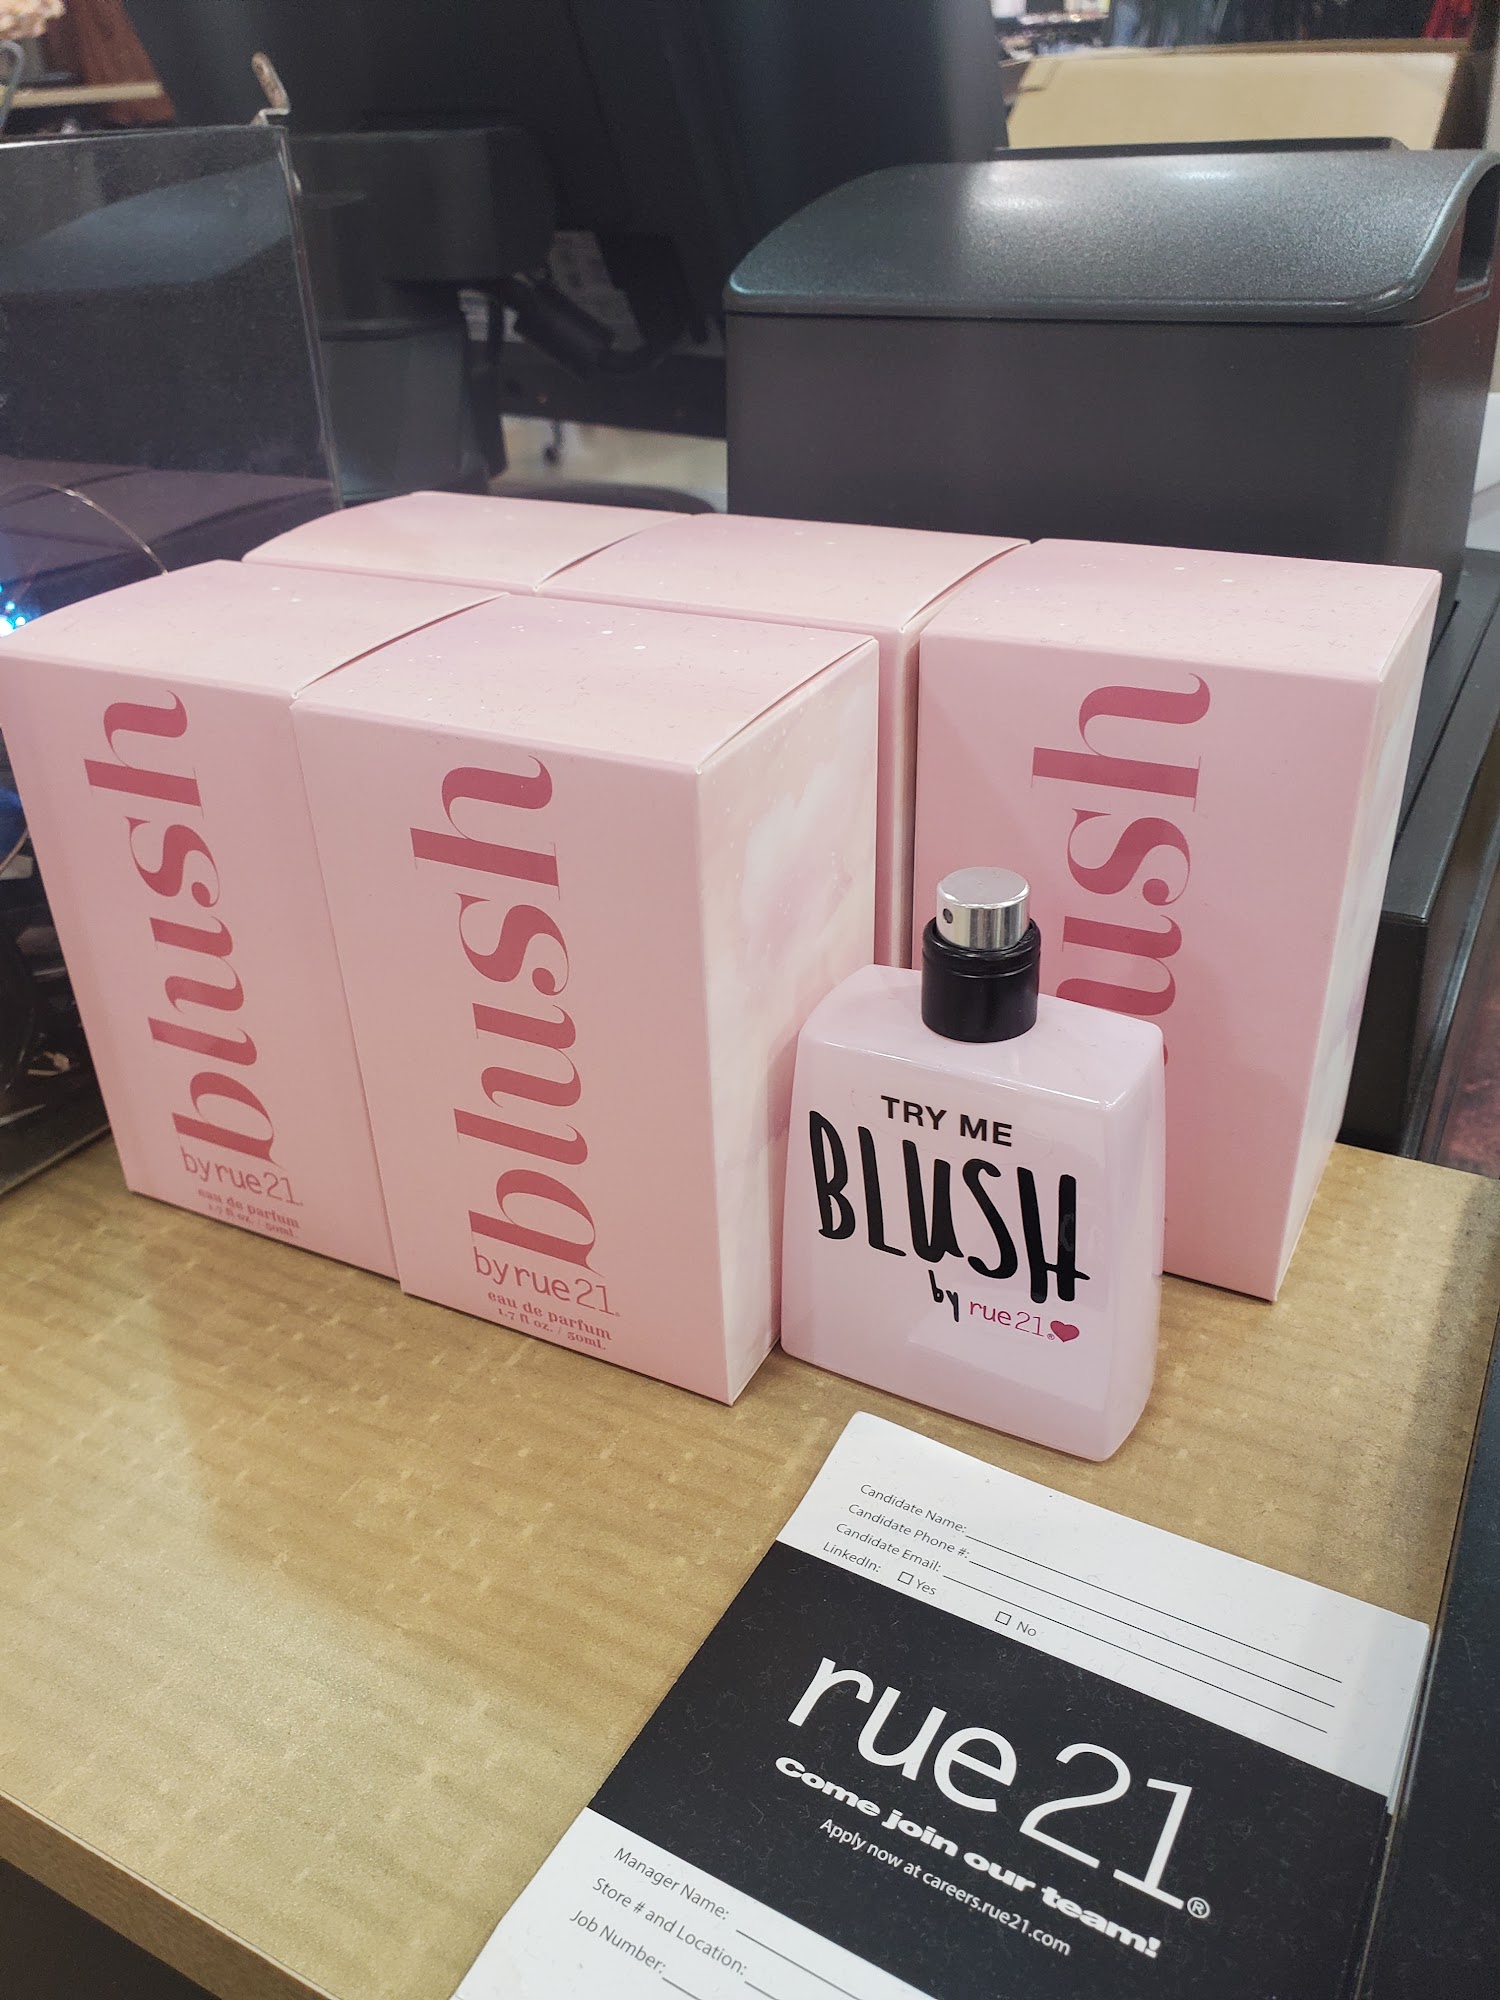 blush
by rue21
eau de parfum
1.7 fl oz. / 50mL
blush
by rue21®
eau de parfum
1.7 fl oz. / 50mL
blush
TRY ME
BLUSH
by rue21®
Candidate Name:
Candidate Phone #:
Candidate Email:
LinkedIn: Yes No
rue21®
Come join our team!
Apply now at careers.rue21.com
Manager Name:
Store # and Location:
Job Number: